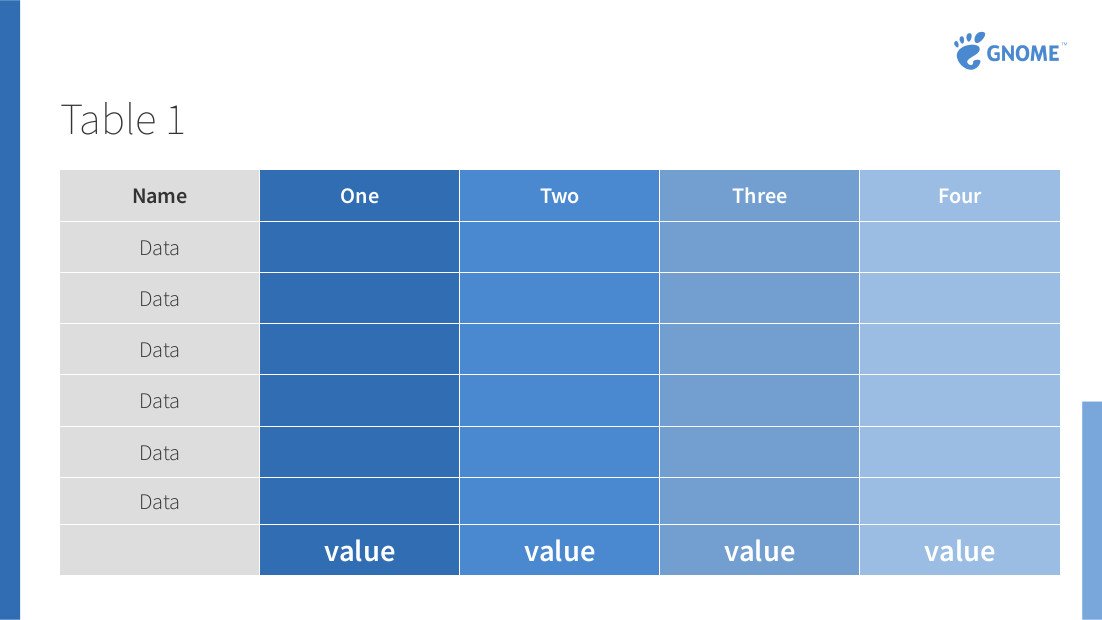 GNOME™
Table 1
Name One Two Three Four
Data
Data
Data
Data
Data
Data
value value value value